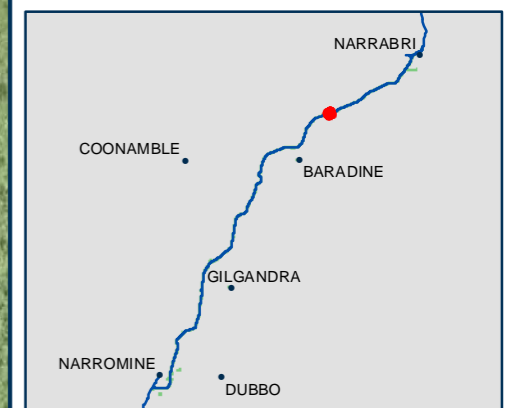 NARRABRI
COONAMBLE
BARADINE
GILGANDRA
NARROMINE
DUBBO